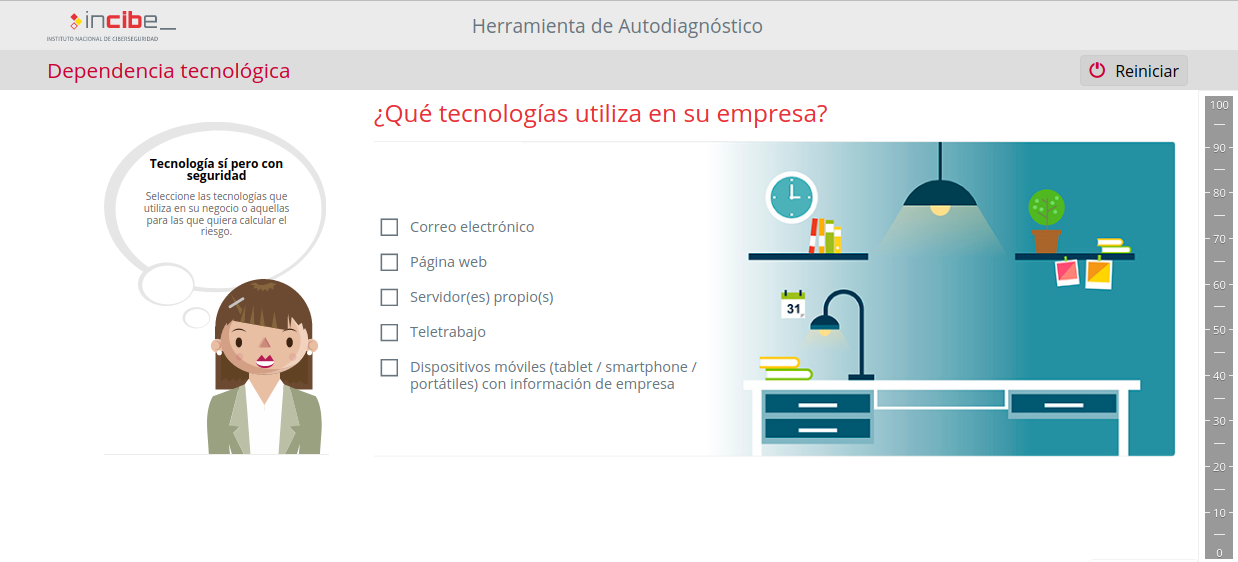 incibe_
INSTITUTO NACIONAL DE CIBERSEGURIDAD
Herramienta de Autodiagnóstico
Dependencia tecnológica
Reiniciar
¿Qué tecnologías utiliza en su empresa?
Tecnología sí pero con
seguridad
Seleccione las tecnologías que
utiliza en su negocio o aquellas
para las que quiera calcular el
riesgo.
Correo electrónico
Página web
Servidor(es) propio(s)
Teletrabajo
Dispositivos móviles (tablet / smartphone /
portátiles) con información de empresa
31
100
90
80
70
60
50
40
30
20
10
0